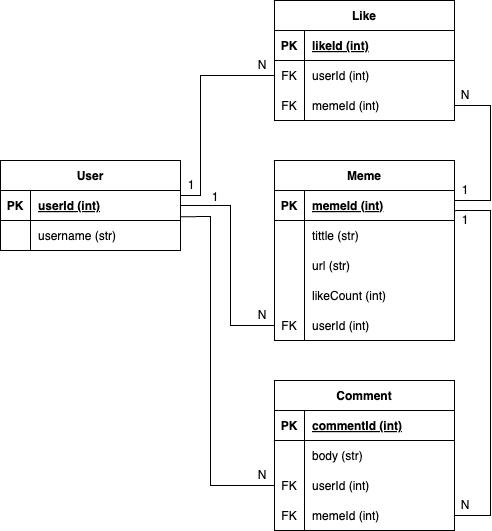 Like
PK likeId (int)
N
FK userId (int)
FK memeId (int)
N
User
1
PK userId (int)
1
username (str)
Meme
1
PK memeId (int)
1
tittle (str)
url (str)
likeCount (int)
N
FK userId (int)
Comment
PK commentId (int)
body (str)
N
FK userId (int)
FK memeId (int)
N